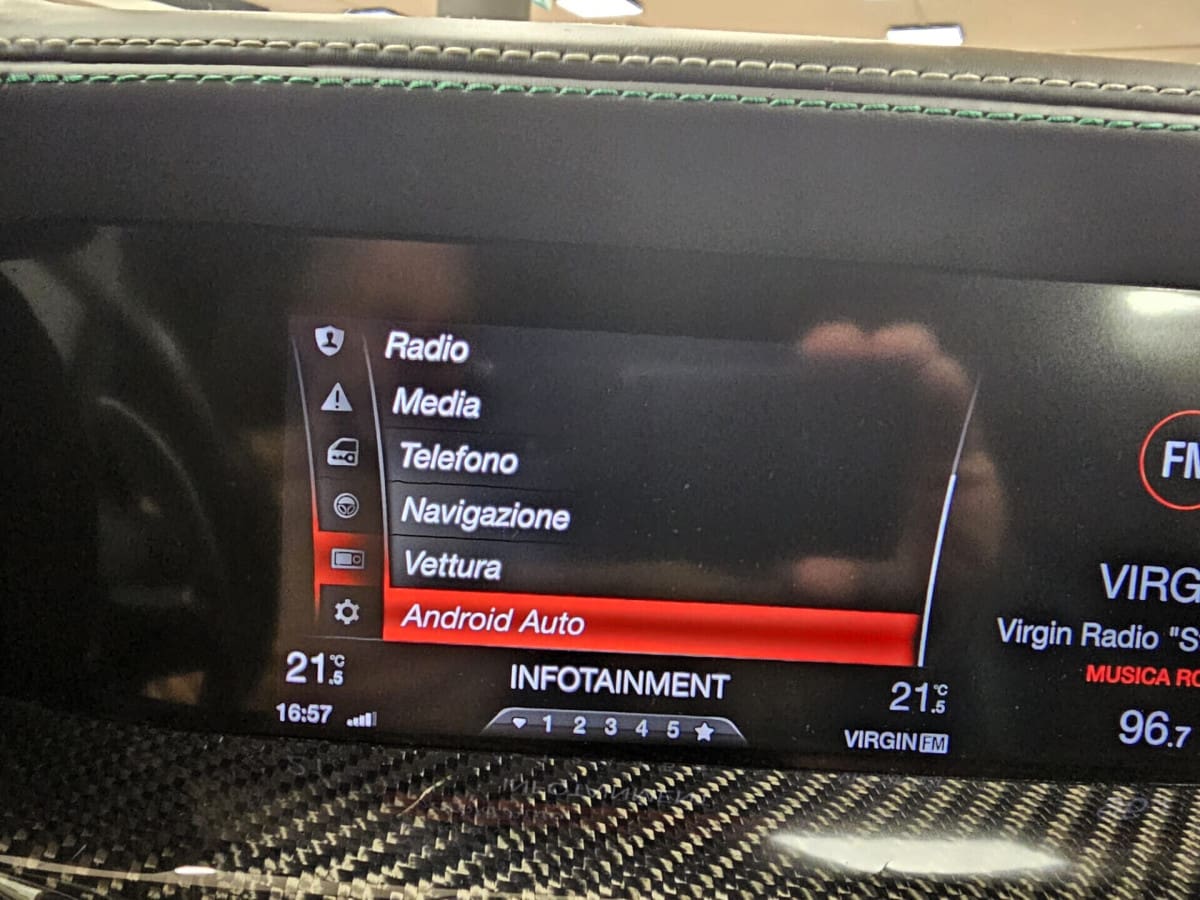 Radio
Media
Telefono
Navigazione
Vettura
Android Auto
21.5 °C
INFOTAINMENT
21.5 °C
16:57
1 2 3 4 5
VIRGIN FM
FM
VIRG
Virgin Radio "S
MUSICA RO
96.7